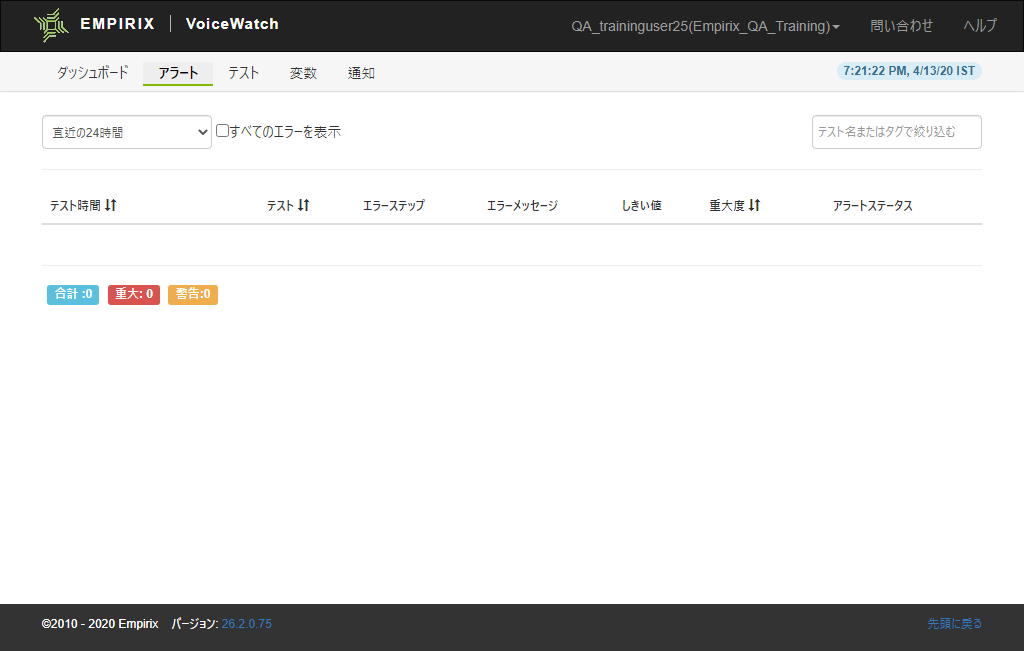 EMPIRIX | VoiceWatch
QA_traininguser25(Empirix_QA_Training)
問い合わせ
ヘルプ
ダッシュボード
アラート
テスト
変数
通知
7:21:22 PM, 4/13/20 IST
直近の24時間
すべてのエラーを表示
テスト名またはタグで絞り込む
テスト時間
テスト
エラーステップ
エラーメッセージ
しきい値
重大度
アラートステータス
合計 :0
重大: 0
警告:0
©2010 - 2020 Empirix バージョン: 26.2.0.75
先頭に戻る